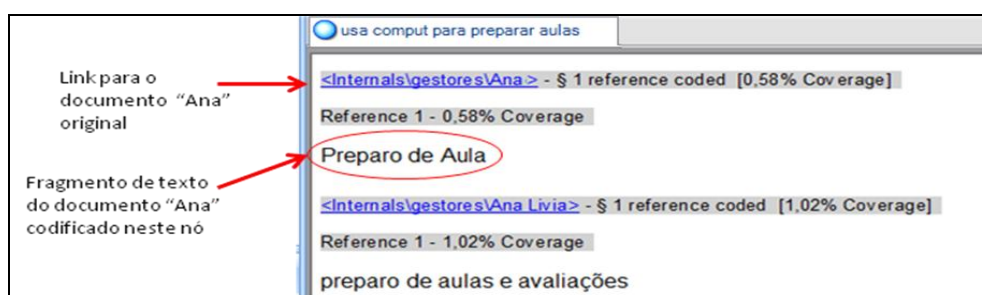 usa comput para preparar aulas
Link para o
documento “Ana”
original
<Internals\gestores\Ana > - § 1 reference coded [0,58% Coverage]
Reference 1 - 0,58% Coverage
Preparo de Aula
Fragmento de texto
do documento “Ana”
codificado neste nó
<Internals\gestores\Ana Livia> - § 1 reference coded [1,02% Coverage]
Reference 1 - 1,02% Coverage
preparo de aulas e avaliações